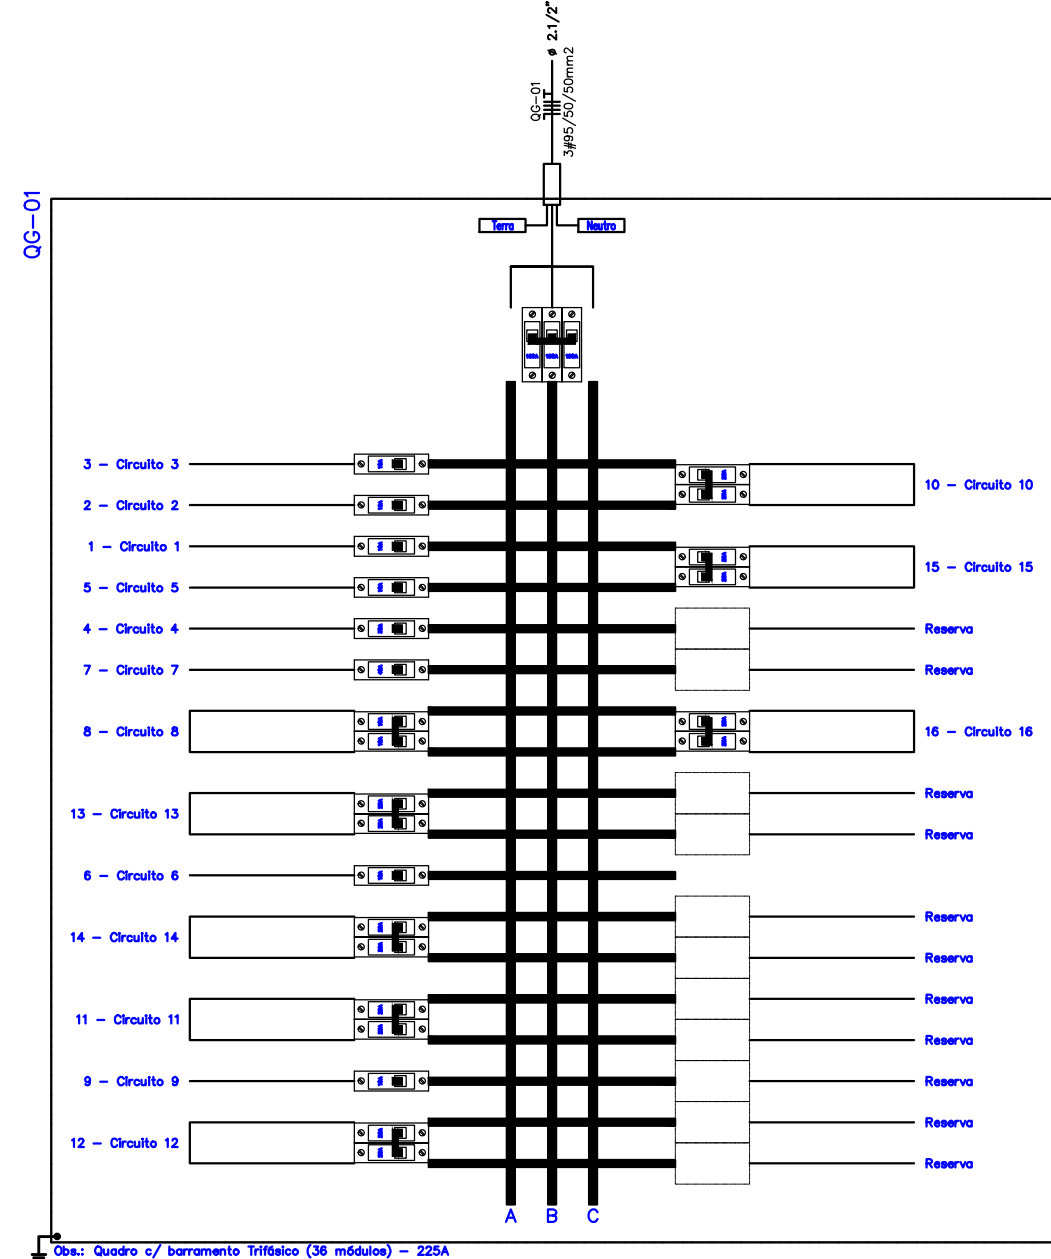 ø 2.1/2"
QG-01
3#95/50/50mm2
QG-01
Terra
Neutro
3 - Circuito 3
2 - Circuito 2
10 - Circuito 10
1 - Circuito 1
5 - Circuito 5
15 - Circuito 15
4 - Circuito 4
Reserva
7 - Circuito 7
Reserva
8 - Circuito 8
16 - Circuito 16
Reserva
13 - Circuito 13
Reserva
6 - Circuito 6
Reserva
14 - Circuito 14
Reserva
Reserva
11 - Circuito 11
Reserva
9 - Circuito 9
Reserva
Reserva
12 - Circuito 12
Reserva
A B C
Obs.: Quadro c/ barramento Trifásico (36 módulos) - 225A